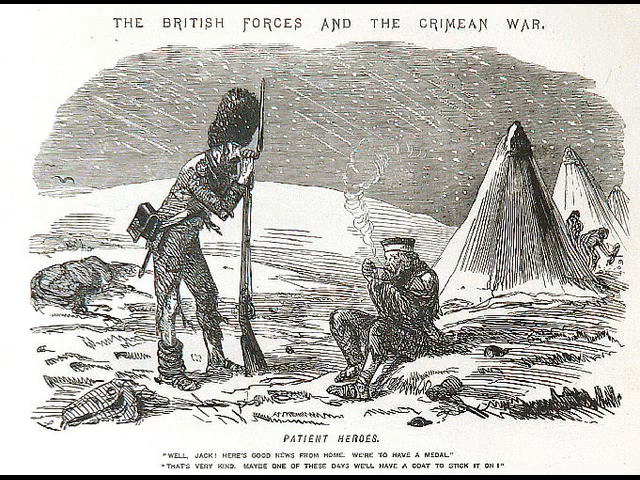 THE BRITISH FORCES AND THE CRIMEAN WAR.
PATIENT HEROES.
"WELL, JACK! HERE'S GOOD NEWS FROM HOME. WE'RE TO HAVE A MEDAL."
"THAT'S VERY KIND. MAYBE ONE OF THESE DAYS WE'LL HAVE A COAT TO STICK IT ON!"